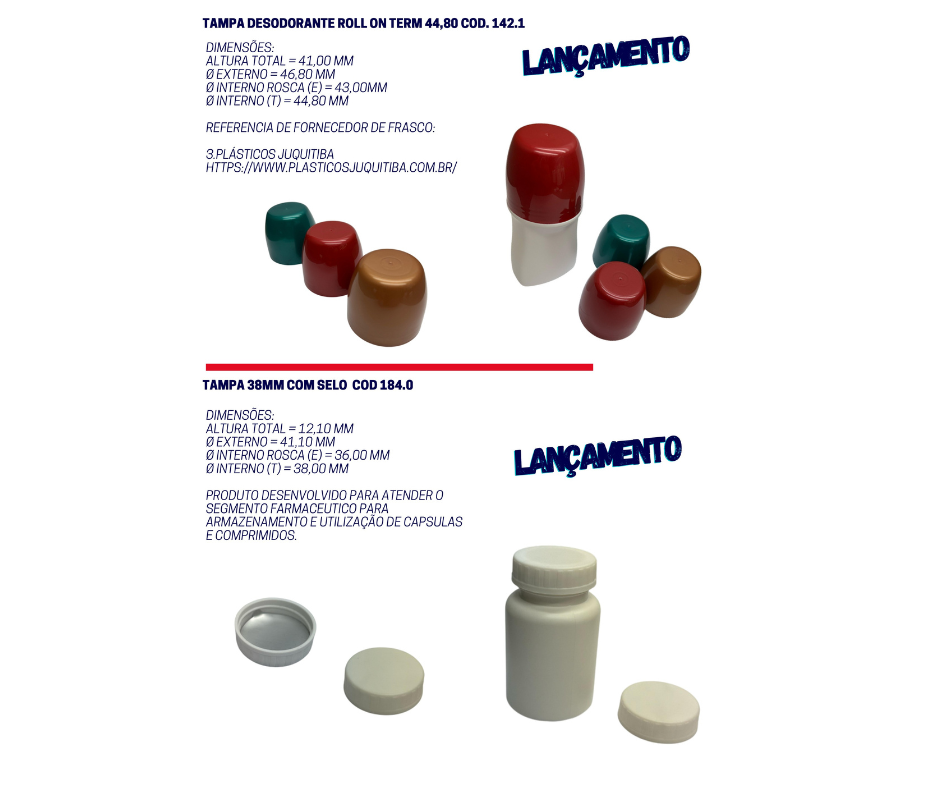 TAMPA DESODORANTE ROLL ON TERM 44,80 COD. 142.1
LANÇAMENTO
DIMENSÕES:
ALTURA TOTAL = 41,00 MM
Ø EXTERNO = 46,80 MM
Ø INTERNO ROSCA (E) = 43,00MM
Ø INTERNO (T) = 44,80 MM
REFERENCIA DE FORNECEDOR DE FRASCO:
3.PLÁSTICOS JUQUITIBA
HTTPS://WWW.PLASTICOSJUQUITIBA.COM.BR/
TAMPA 38MM COM SELO COD 184.0
DIMENSÕES:
ALTURA TOTAL = 12,10 MM
Ø EXTERNO = 41,10 MM
Ø INTERNO ROSCA (E) = 36,00 MM
Ø INTERNO (T) = 38,00 MM
LANÇAMENTO
PRODUTO DESENVOLVIDO PARA ATENDER O
SEGMENTO FARMACEUTICO PARA
ARMAZENAMENTO E UTILIZAÇÃO DE CAPSULAS
E COMPRIMIDOS.